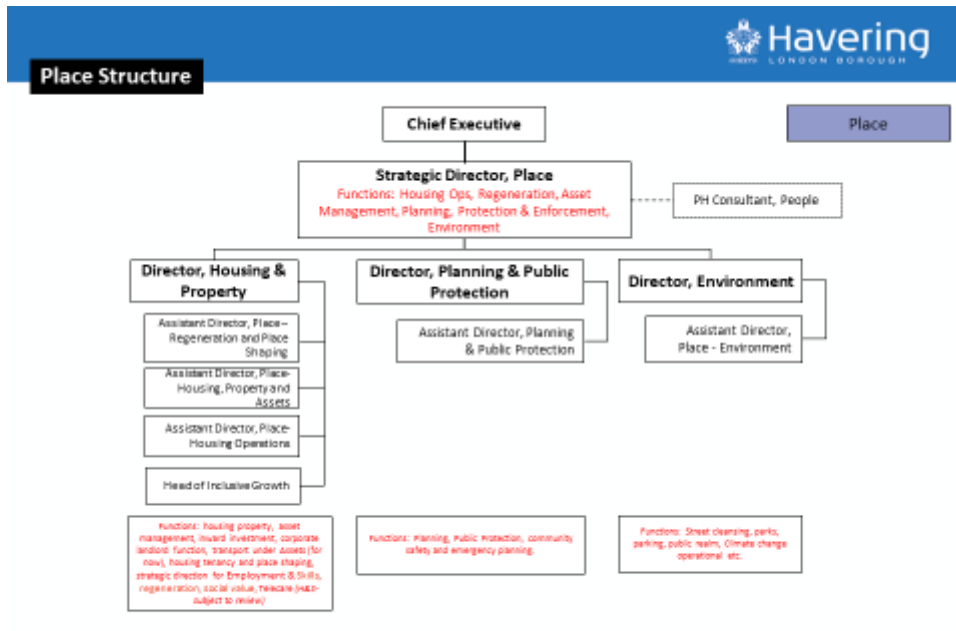 Havering
LONDON BOROUGH
Place Structure
Chief Executive
Place
Strategic Director, Place
Functions: Housing Ops, Regeneration, Asset
Management, Planning, Protection & Enforcement,
Environment
PH Consultant, People
Director, Housing &
Property
Director, Planning & Public
Protection
Director, Environment
Assistant Director, Place –
Regeneration and Place
Shaping
Assistant Director, Planning
& Public Protection
Assistant Director,
Place - Environment
Assistant Director, Place-
Housing, Property and
Assets
Assistant Director, Place-
Housing Operations
Head of Inclusive Growth
Functions: housing property, asset
management, inward investment, corporate
landlord function, transport under Assets (for
now), housing tenancy and place shaping,
strategic direction for Employment & Skills,
regeneration, social value, Telecare (H&D-
subject to review)
Functions: Planning, Public Protection, community
safety and emergency planning.
Functions: Street cleansing, parks,
parking, public realm, Climate change
operational etc.